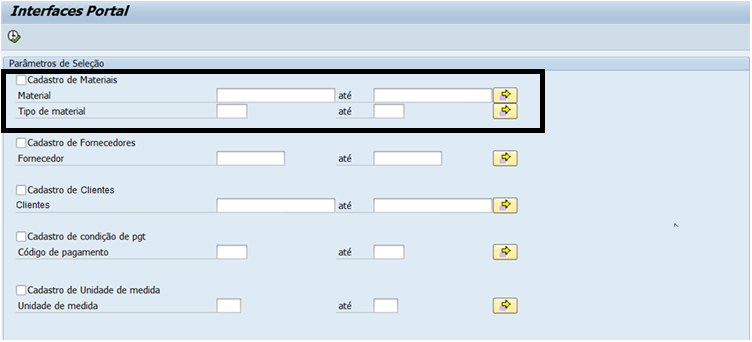 Interfaces Portal
Parâmetros de Seleção
Cadastro de Materiais
Material até
Tipo de material até
Cadastro de Fornecedores
Fornecedor até
Cadastro de Clientes
Clientes até
Cadastro de condição de pgt
Código de pagamento até
Cadastro de Unidade de medida
Unidade de medida até